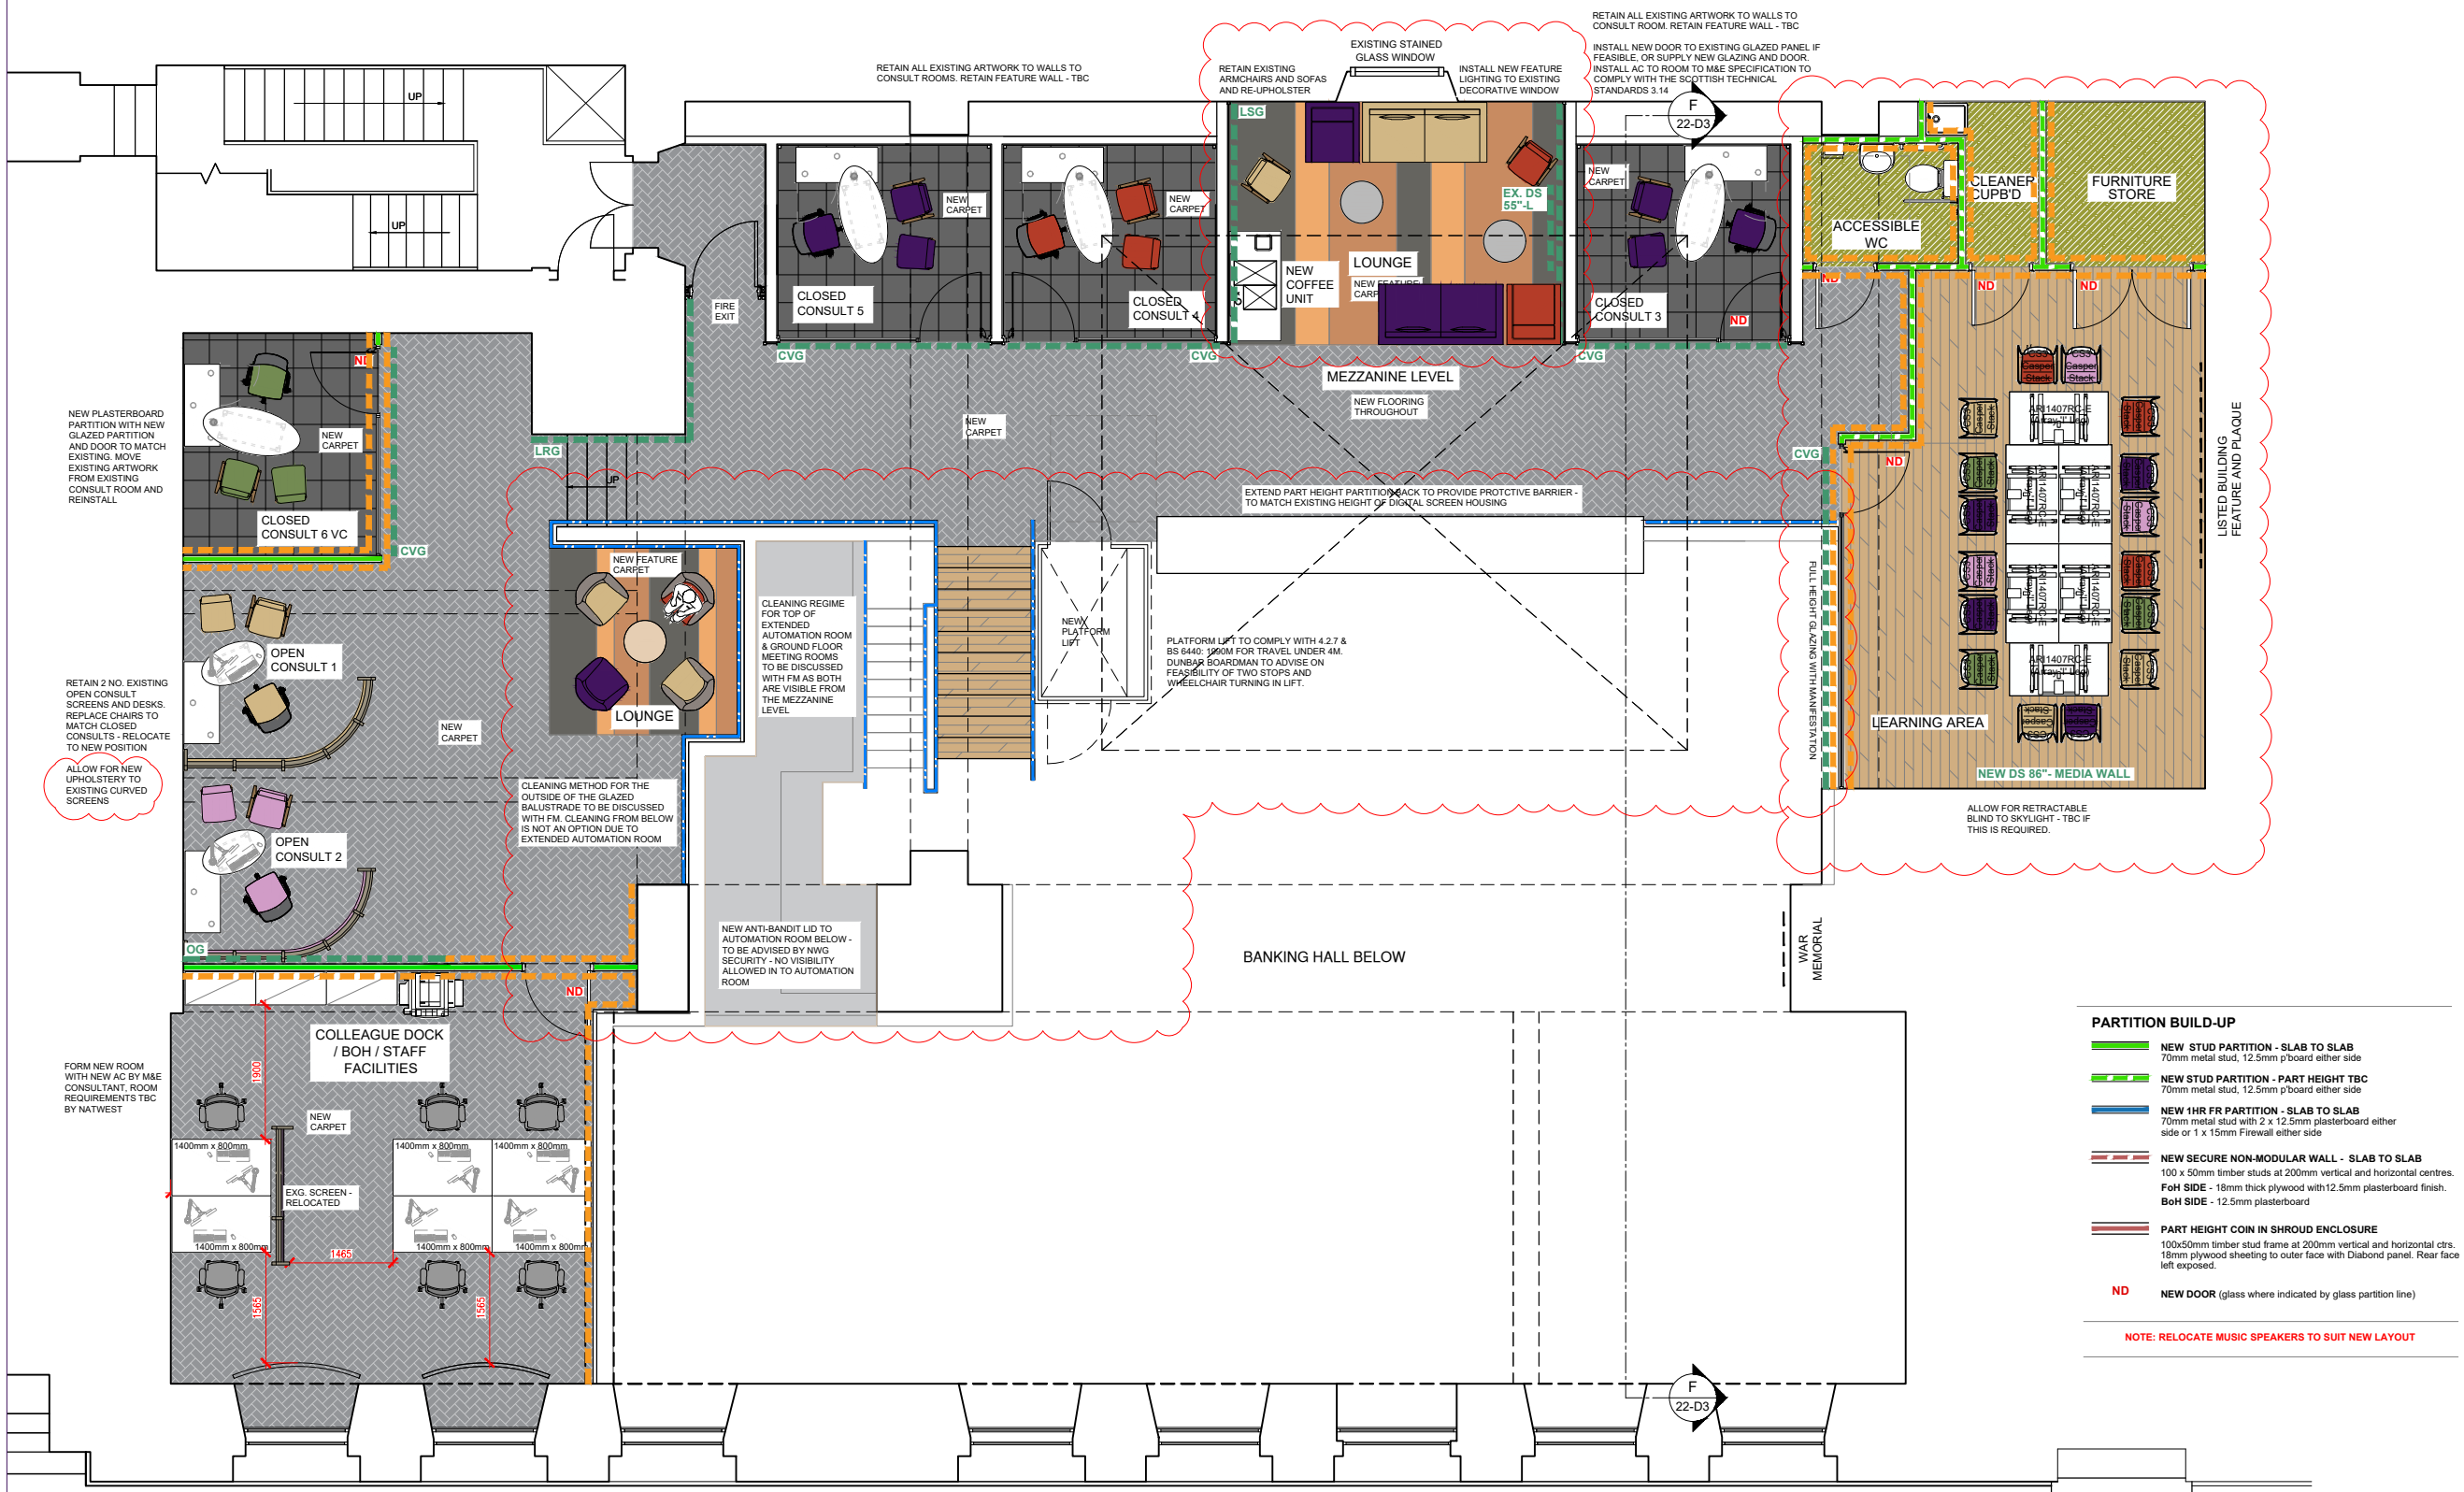 RETAIN ALL EXISTING ARTWORK TO WALLS TO
CONSULT ROOM. RETAIN FEATURE WALL - TBC
INSTALL NEW DOOR TO EXISTING GLAZED PANEL IF
FEASIBLE, OR SUPPLY NEW GLAZING AND DOOR.
INSTALL AC TO ROOM TO M&E SPECIFICATION TO
COMPLY WITH THE SCOTTISH TECHNICAL
STANDARDS 3.14
EXISTING STAINED
GLASS WINDOW
RETAIN ALL EXISTING ARTWORK TO WALLS TO
CONSULT ROOMS. RETAIN FEATURE WALL - TBC
RETAIN EXISTING
ARMCHAIRS AND SOFAS
AND RE-UPHOLSTER
INSTALL NEW FEATURE
LIGHTING TO EXISTING
DECORATIVE WINDOW
F
22-D3
UP
UP
LSG
EX. DS
55"-L
NEW
CARPET
NEW
CARPET
NEW
CARPET
CLEANER
CUPB'D
FURNITURE
STORE
ACCESSIBLE
WC
LOUNGE
NEW FEATURE
CARPET
NEW
COFFEE
UNIT
CLOSED
CONSULT 5
CLOSED
CONSULT 4
CLOSED
CONSULT 3
FIRE
EXIT
ND
ND
ND
ND
CVG
CVG
CVG
MEZZANINE LEVEL
NEW FLOORING
THROUGHOUT
NEW
CARPET
ND
NEW PLASTERBOARD
PARTITION WITH NEW
GLAZED PARTITION
AND DOOR TO MATCH
EXISTING. MOVE
EXISTING ARTWORK
FROM EXISTING
CONSULT ROOM AND
REINSTALL
NEW
CARPET
CLOSED
CONSULT 6 VC
CVG
LRG
UP
CVG
ND
EXTEND PART HEIGHT PARTITION BACK TO PROVIDE PROTCTIVE BARRIER -
TO MATCH EXISTING HEIGHT OF DIGITAL SCREEN HOUSING
CS3
Casper
Stack
CS3
Casper
Stack
ARI1407RC-E
ARI1407RC-E
LISTED BUILDING
FEATURE AND PLAQUE
FULL HEIGHT GLAZING WITH MANIFESTATION
LEARNING AREA
NEW DS 86"- MEDIA WALL
ALLOW FOR RETRACTABLE
BLIND TO SKYLIGHT - TBC IF
THIS IS REQUIRED.
NEW FEATURE
CARPET
LOUNGE
CLEANING REGIME
FOR TOP OF
EXTENDED
AUTOMATION ROOM
& GROUND FLOOR
MEETING ROOMS
TO BE DISCUSSED
WITH FM AS BOTH
ARE VISIBLE FROM
THE MEZZANINE
LEVEL
NEW
PLATFORM
LIFT
PLATFORM LIFT TO COMPLY WITH 4.2.7 &
BS 6440: 1990M FOR TRAVEL UNDER 4M.
DUNBAR BOARDMAN TO ADVISE ON
FEASIBILITY OF TWO STOPS AND
WHEELCHAIR TURNING IN LIFT.
OPEN
CONSULT 1
RETAIN 2 NO. EXISTING
OPEN CONSULT
SCREENS AND DESKS.
REPLACE CHAIRS TO
MATCH CLOSED
CONSULTS - RELOCATE
TO NEW POSITION
ALLOW FOR NEW
UPHOLSTERY TO
EXISTING CURVED
SCREENS
NEW
CARPET
CLEANING METHOD FOR THE
OUTSIDE OF THE GLAZED
BALUSTRADE TO BE DISCUSSED
WITH FM. CLEANING FROM BELOW
IS NOT AN OPTION DUE TO
EXTENDED AUTOMATION ROOM
OPEN
CONSULT 2
OG
NEW ANTI-BANDIT LID TO
AUTOMATION ROOM BELOW -
TO BE ADVISED BY NWG
SECURITY - NO VISIBILITY
ALLOWED IN TO AUTOMATION
ROOM
BANKING HALL BELOW
WAR
MEMORIAL
ND
COLLEAGUE DOCK
/ BOH / STAFF
FACILITIES
FORM NEW ROOM
WITH NEW AC BY M&E
CONSULTANT, ROOM
REQUIREMENTS TBC
BY NATWEST
1900
NEW
CARPET
1400mm x 800mm
1400mm x 800mm
1400mm x 800mm
EXG. SCREEN -
RELOCATED
1400mm x 800mm
1400mm x 800mm
1400mm x 800mm
1465
1565
1565
F
22-D3
PARTITION BUILD-UP
NEW STUD PARTITION - SLAB TO SLAB
70mm metal stud, 12.5mm p'board either side
NEW STUD PARTITION - PART HEIGHT TBC
70mm metal stud, 12.5mm p'board either side
NEW 1HR FR PARTITION - SLAB TO SLAB
70mm metal stud with 2 x 12.5mm plasterboard either
side or 1 x 15mm Firewall either side
NEW SECURE NON-MODULAR WALL - SLAB TO SLAB
100 x 50mm timber studs at 200mm vertical and horizontal centres.
FoH SIDE - 18mm thick plywood with12.5mm plasterboard finish.
BoH SIDE - 12.5mm plasterboard
PART HEIGHT COIN IN SHROUD ENCLOSURE
100x50mm timber stud frame at 200mm vertical and horizontal ctrs.
18mm plywood sheeting to outer face with Diabond panel. Rear face
left exposed.
ND NEW DOOR (glass where indicated by glass partition line)
NOTE: RELOCATE MUSIC SPEAKERS TO SUIT NEW LAYOUT